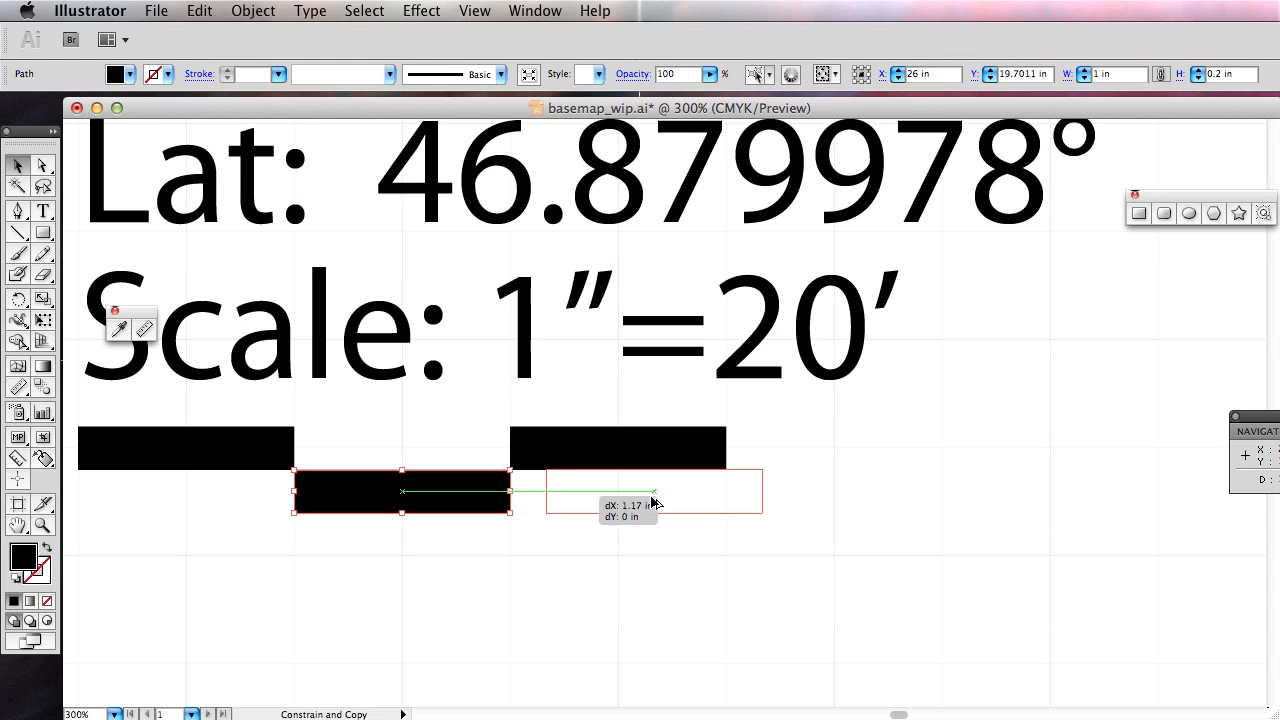 Illustrator File Edit Object Type Select Effect View Window Help
Ai Br
Path Stroke: Basic Style: Opacity: 100 % X: 26 in Y: 19.7011 in W: 1 in H: 0.2 in
basemap_wip.ai* @ 300% (CMYK/Preview)
Lat: 46.879978°
Scale: 1″=20′
NAVIGAT
X :
Y :
D :
dX: 1.17 in
dY: 0 in
300% 1 Constrain and Copy